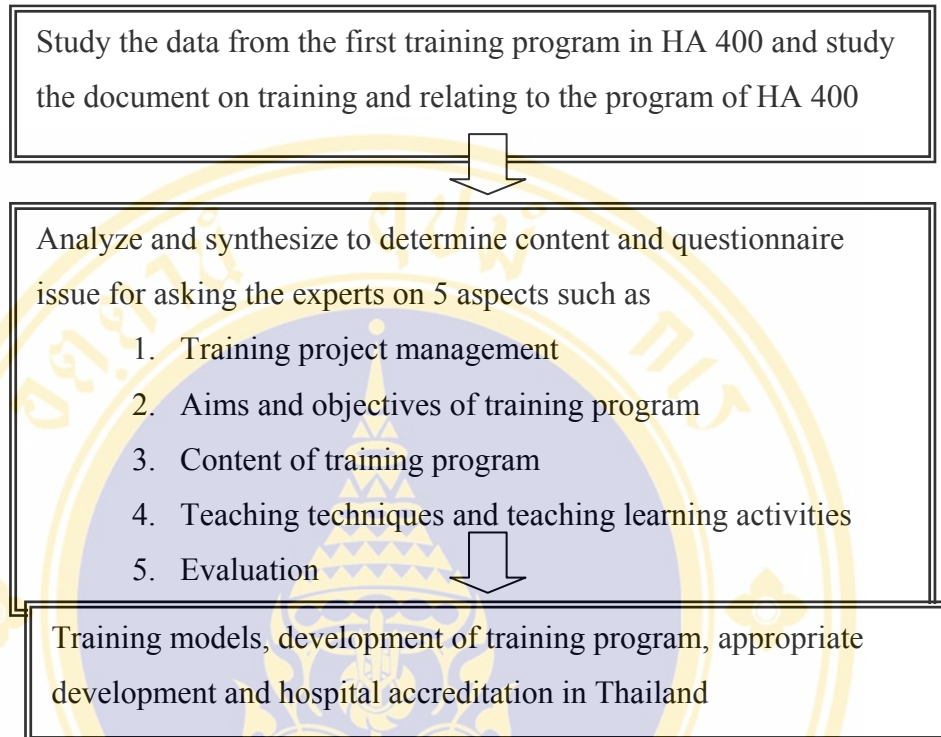 Study the data from the first training program in HA 400 and study
the document on training and relating to the program of HA 400
Analyze and synthesize to determine content and questionnaire
issue for asking the experts on 5 aspects such as
1. Training project management
2. Aims and objectives of training program
3. Content of training program
4. Teaching techniques and teaching learning activities
5. Evaluation
Training models, development of training program, appropriate
development and hospital accreditation in Thailand